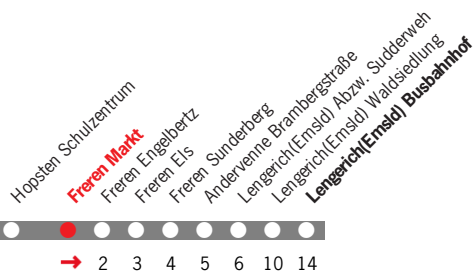 Hopsten Schulzentrum
Freren Markt
Freren Engelbertz
Freren Els
Freren Sunderberg
Andervenne Brambergstraße
Lengerich(Emsld) Abzw. Sudderweh
Lengerich(Emsld) Waldsiedlung
Lengerich(Emsld) Busbahnhof
→ 2 3 4 5 6 10 14